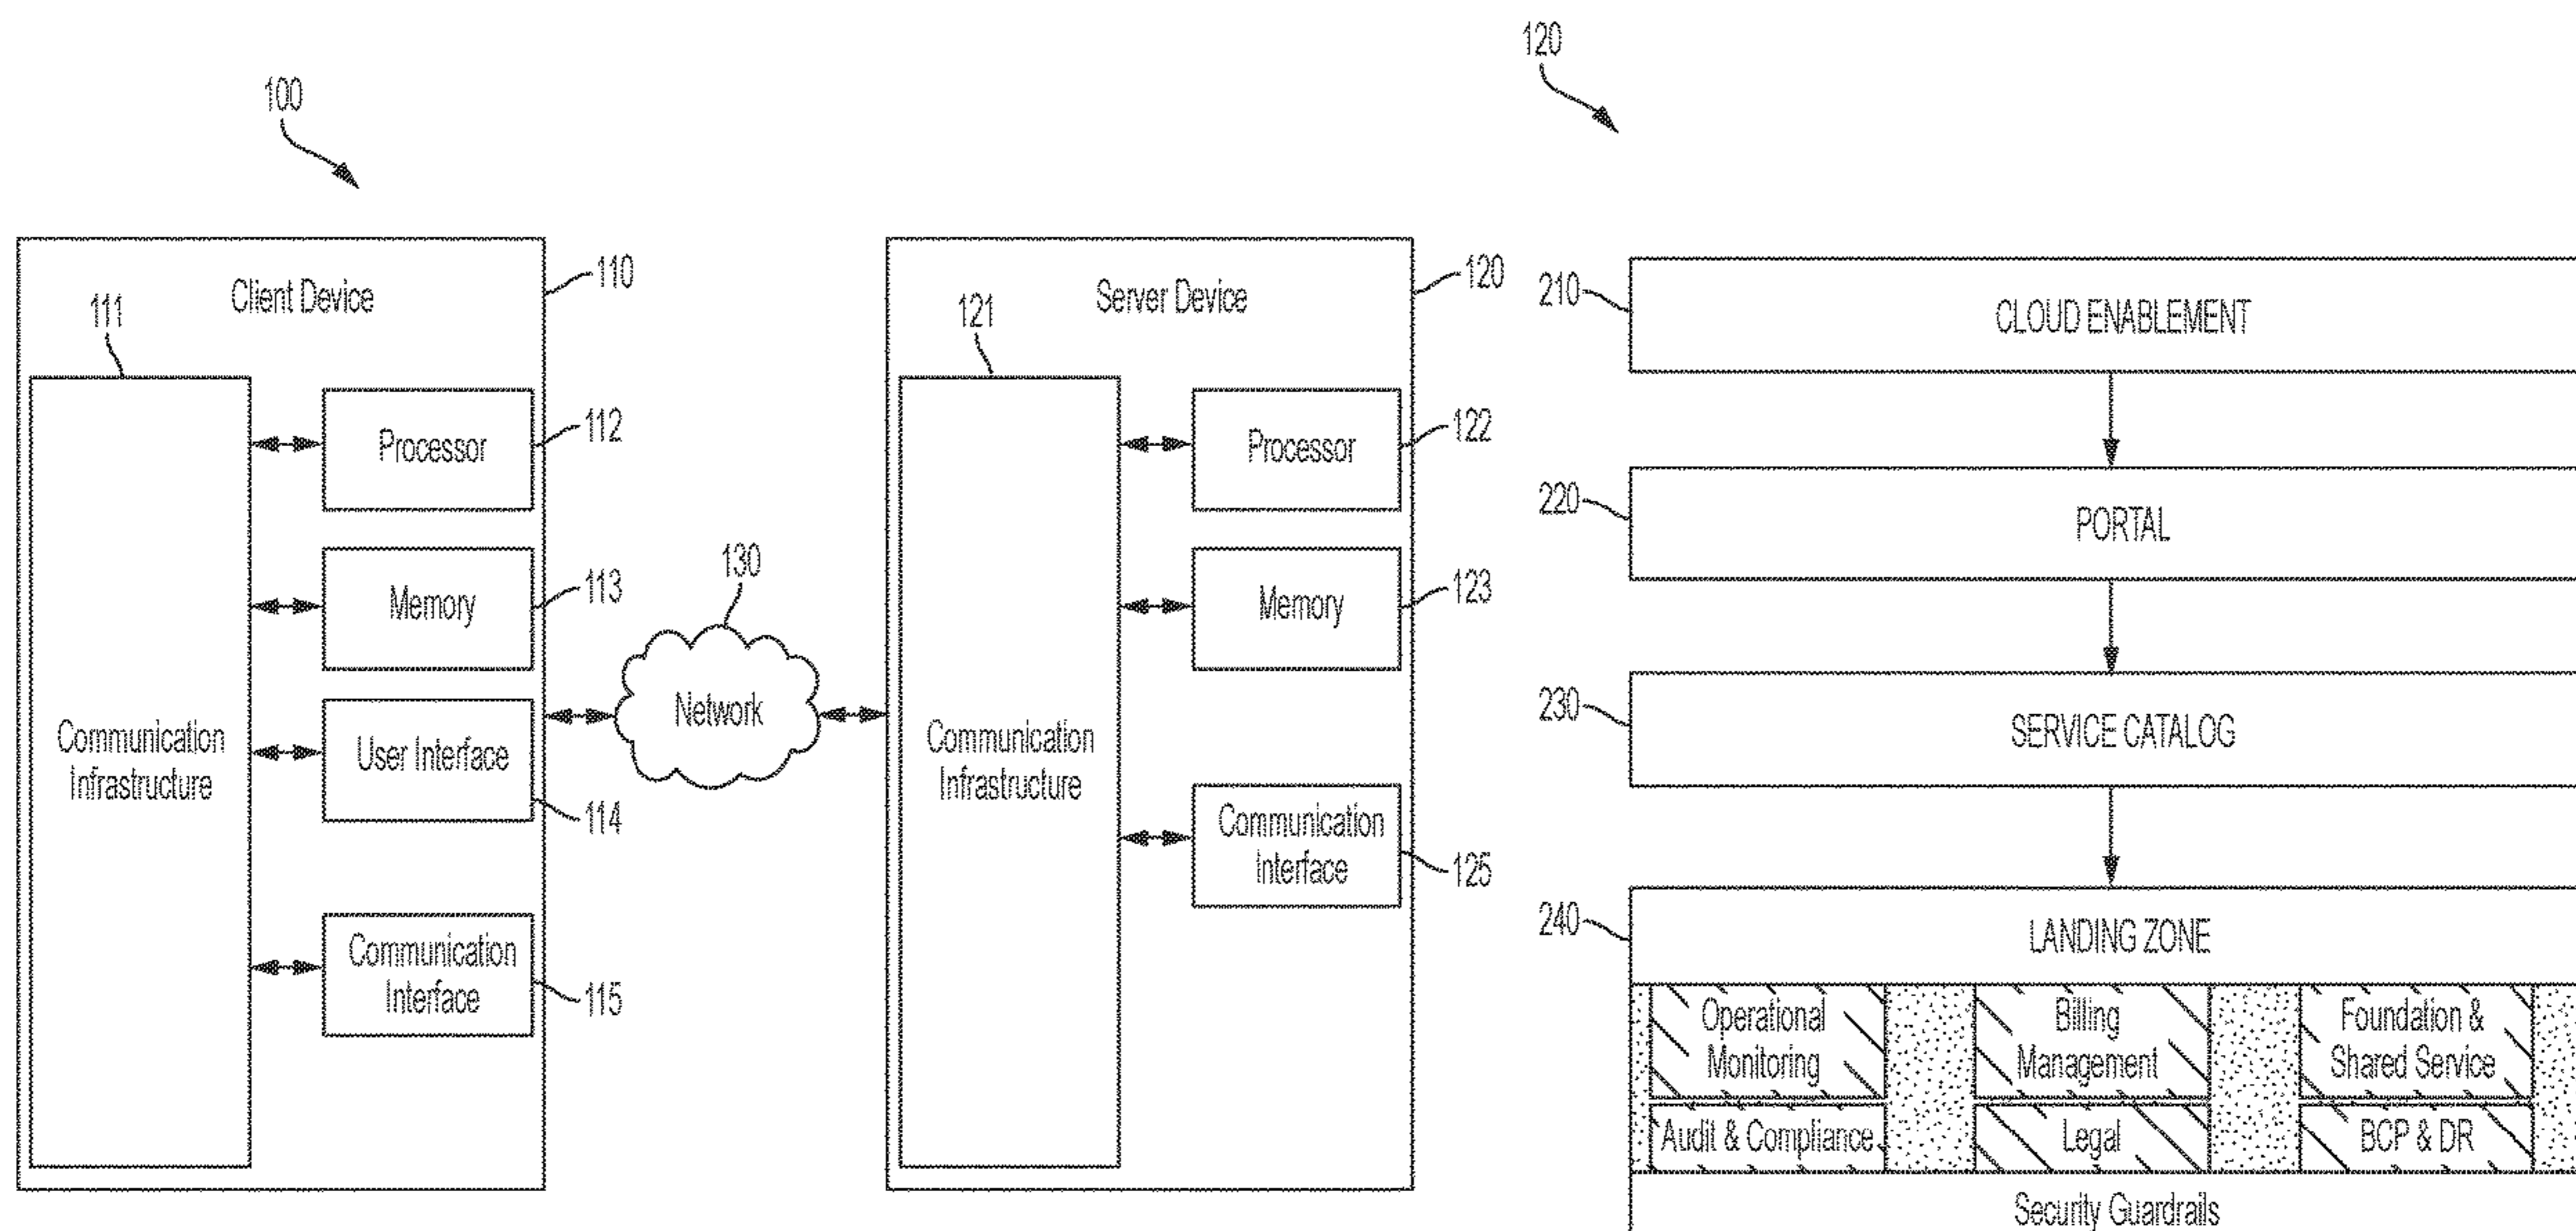 100
Client Device
110
111
Communication
Infrastructure
Processor
112
Memory
113
User Interface
114
Communication
Interface
115
130
Network
Server Device
120
121
Communication
Infrastructure
Processor
122
Memory
123
Communication
Interface
125
120
210
CLOUD ENABLEMENT
220
PORTAL
230
SERVICE CATALOG
240
LANDING ZONE
Operational
Monitoring
Billing
Management
Foundation &
Shared Service
Audit & Compliance
Legal
BCP & DR
Security Guardrails